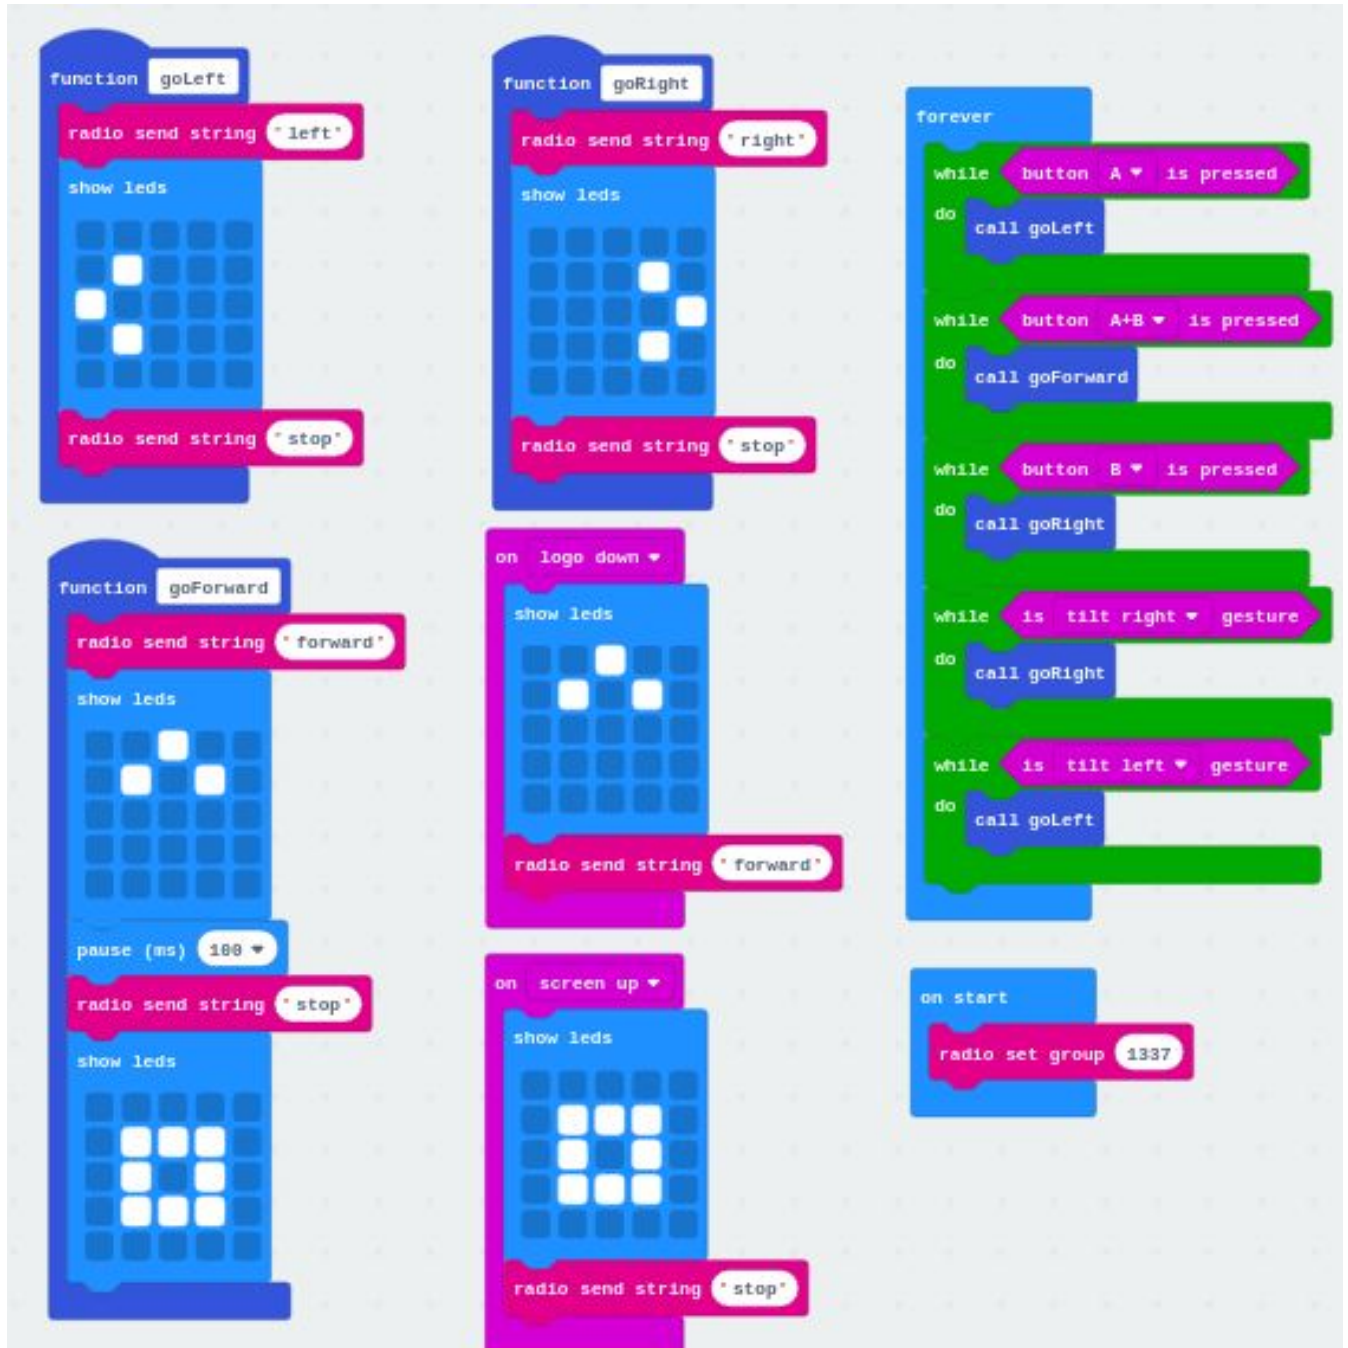 function goLeft
radio send string "left"
show leds
radio send string "stop"
function goForward
radio send string "forward"
show leds
pause (ms) 100
radio send string "stop"
show leds
function goRight
radio send string "right"
show leds
radio send string "stop"
on logo down
show leds
radio send string "forward"
on screen up
show leds
radio send string "stop"
forever
while button A is pressed
do call goLeft
while button A+B is pressed
do call goForward
while button B is pressed
do call goRight
while is tilt right gesture
do call goRight
while is tilt left gesture
do call goLeft
on start
radio set group 1337